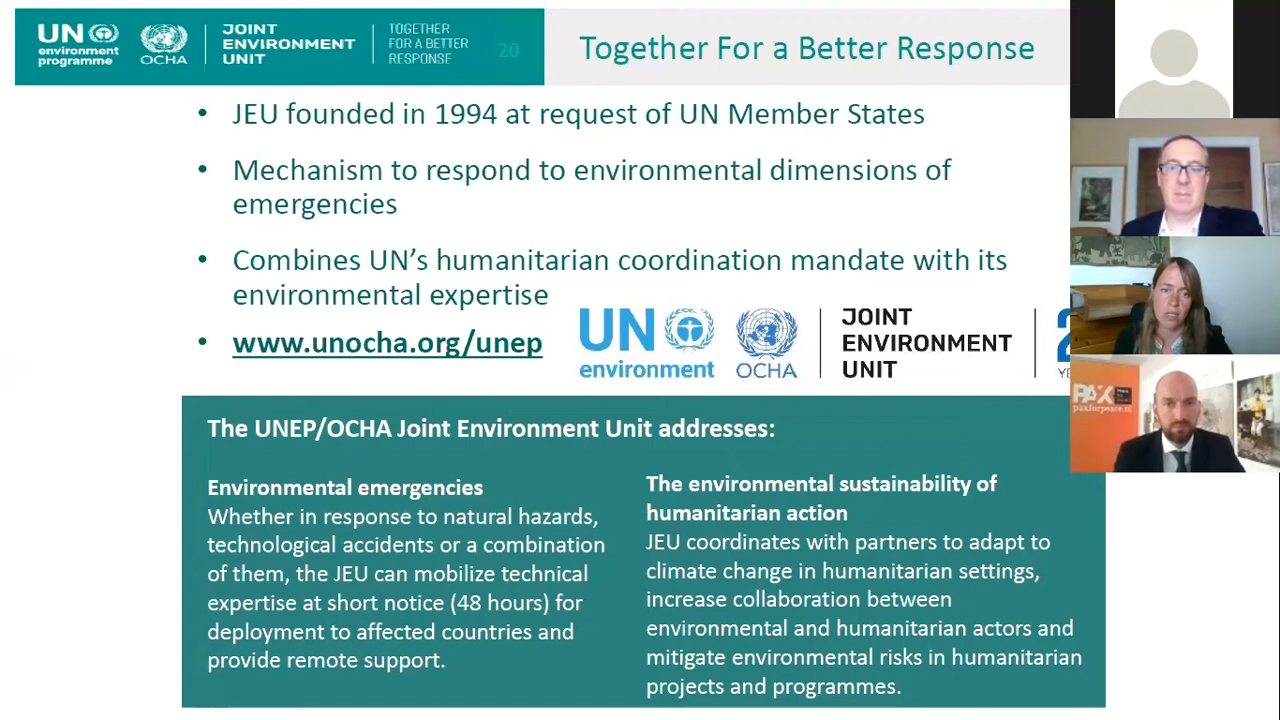 UN
environment
programme
OCHA
JOINT
ENVIRONMENT
UNIT
TOGETHER
FOR A BETTER
RESPONSE
20
Together For a Better Response
• JEU founded in 1994 at request of UN Member States
• Mechanism to respond to environmental dimensions of
emergencies
• Combines UN's humanitarian coordination mandate with its
environmental expertise
• www.unocha.org/unep
UN
environment
OCHA
JOINT
ENVIRONMENT
UNIT
The UNEP/OCHA Joint Environment Unit addresses:
Environmental emergencies
Whether in response to natural hazards,
technological accidents or a combination
of them, the JEU can mobilize technical
expertise at short notice (48 hours) for
deployment to affected countries and
provide remote support.
The environmental sustainability of
humanitarian action
JEU coordinates with partners to adapt to
climate change in humanitarian settings,
increase collaboration between
environmental and humanitarian actors and
mitigate environmental risks in humanitarian
projects and programmes.
PAX
paxforpeace.nl